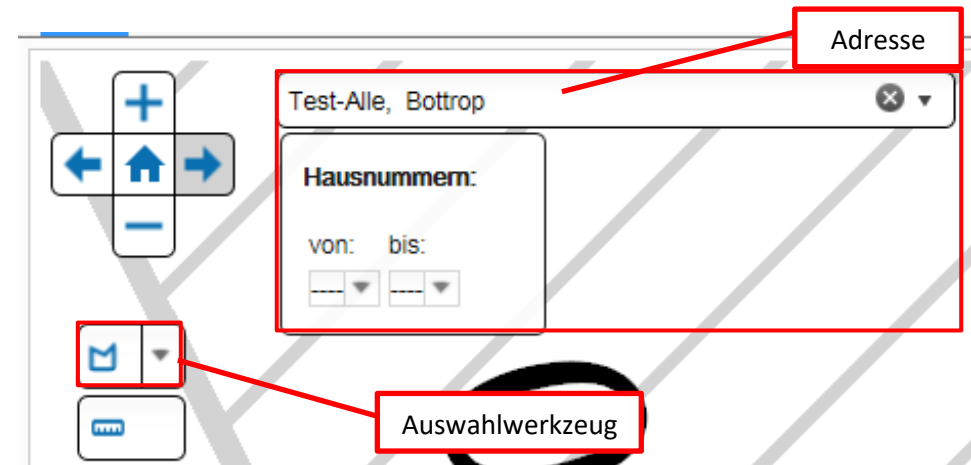 Adresse
Test-Alle, Bottrop
Hausnummern:
von: bis:
---- ----
Auswahlwerkzeug